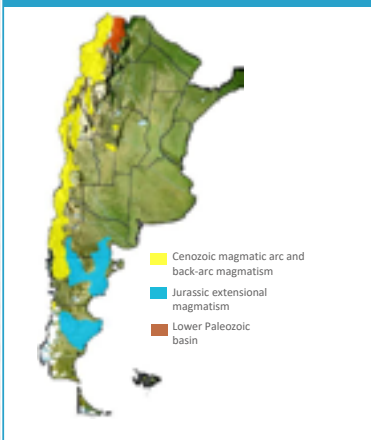 Cenozoic magmatic arc and
back-arc magmatism
Jurassic extensional
magmatism
Lower Paleozoic
basin